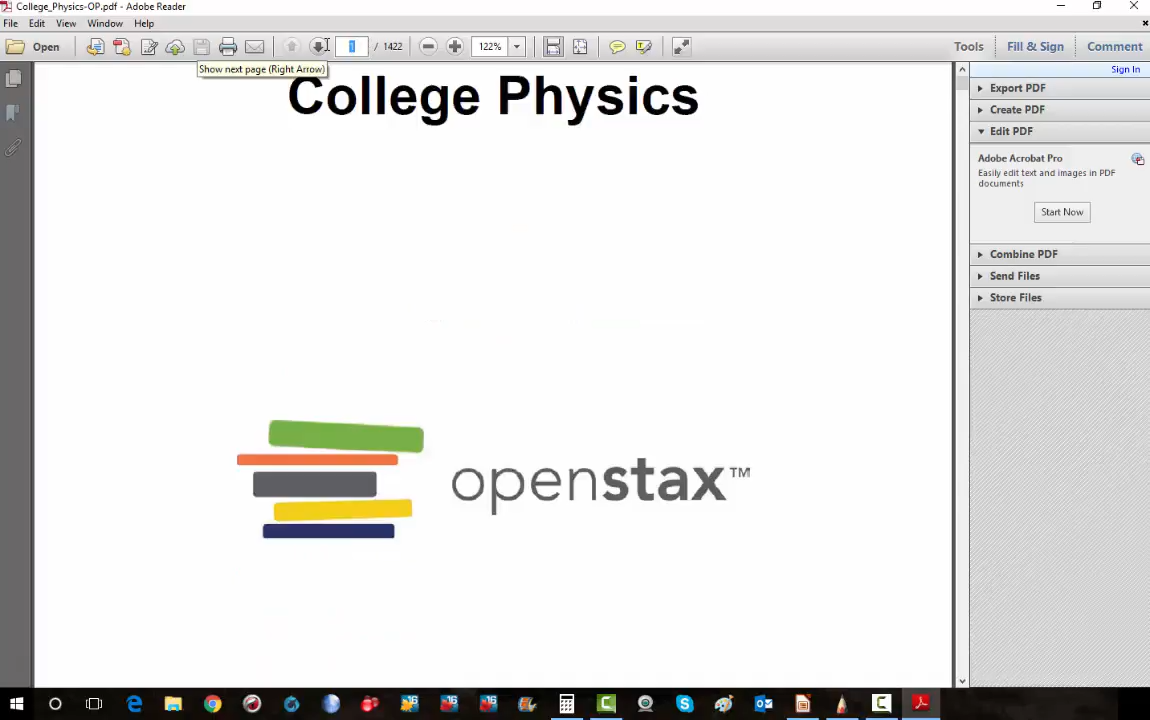 College_Physics-OP.pdf - Adobe Reader
File Edit View Window Help
Open 1 / 1422 122% Tools Fill & Sign Comment
Show next page (Right Arrow)
Sign In
Export PDF
Create PDF
Edit PDF
Adobe Acrobat Pro
Easily edit text and images in PDF
documents
Start Now
Combine PDF
Send Files
Store Files
College Physics
openstax™